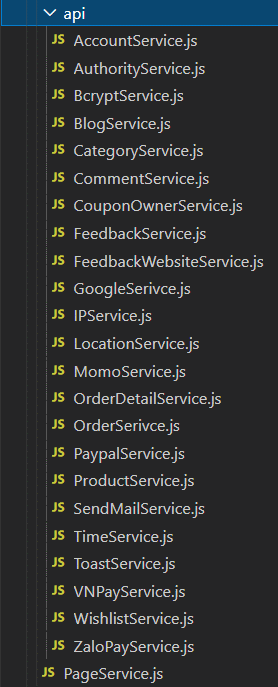 api
JS AccountService.js
JS AuthorityService.js
JS BcryptService.js
JS BlogService.js
JS CategoryService.js
JS CommentService.js
JS CouponOwnerService.js
JS FeedbackService.js
JS FeedbackWebsiteService.js
JS GoogleSerivce.js
JS IPService.js
JS LocationService.js
JS MomoService.js
JS OrderDetailService.js
JS OrderSerivce.js
JS PaypalService.js
JS ProductService.js
JS SendMailService.js
JS TimeService.js
JS ToastService.js
JS VNPayService.js
JS WishlistService.js
JS ZaloPayService.js
JS PageService.js